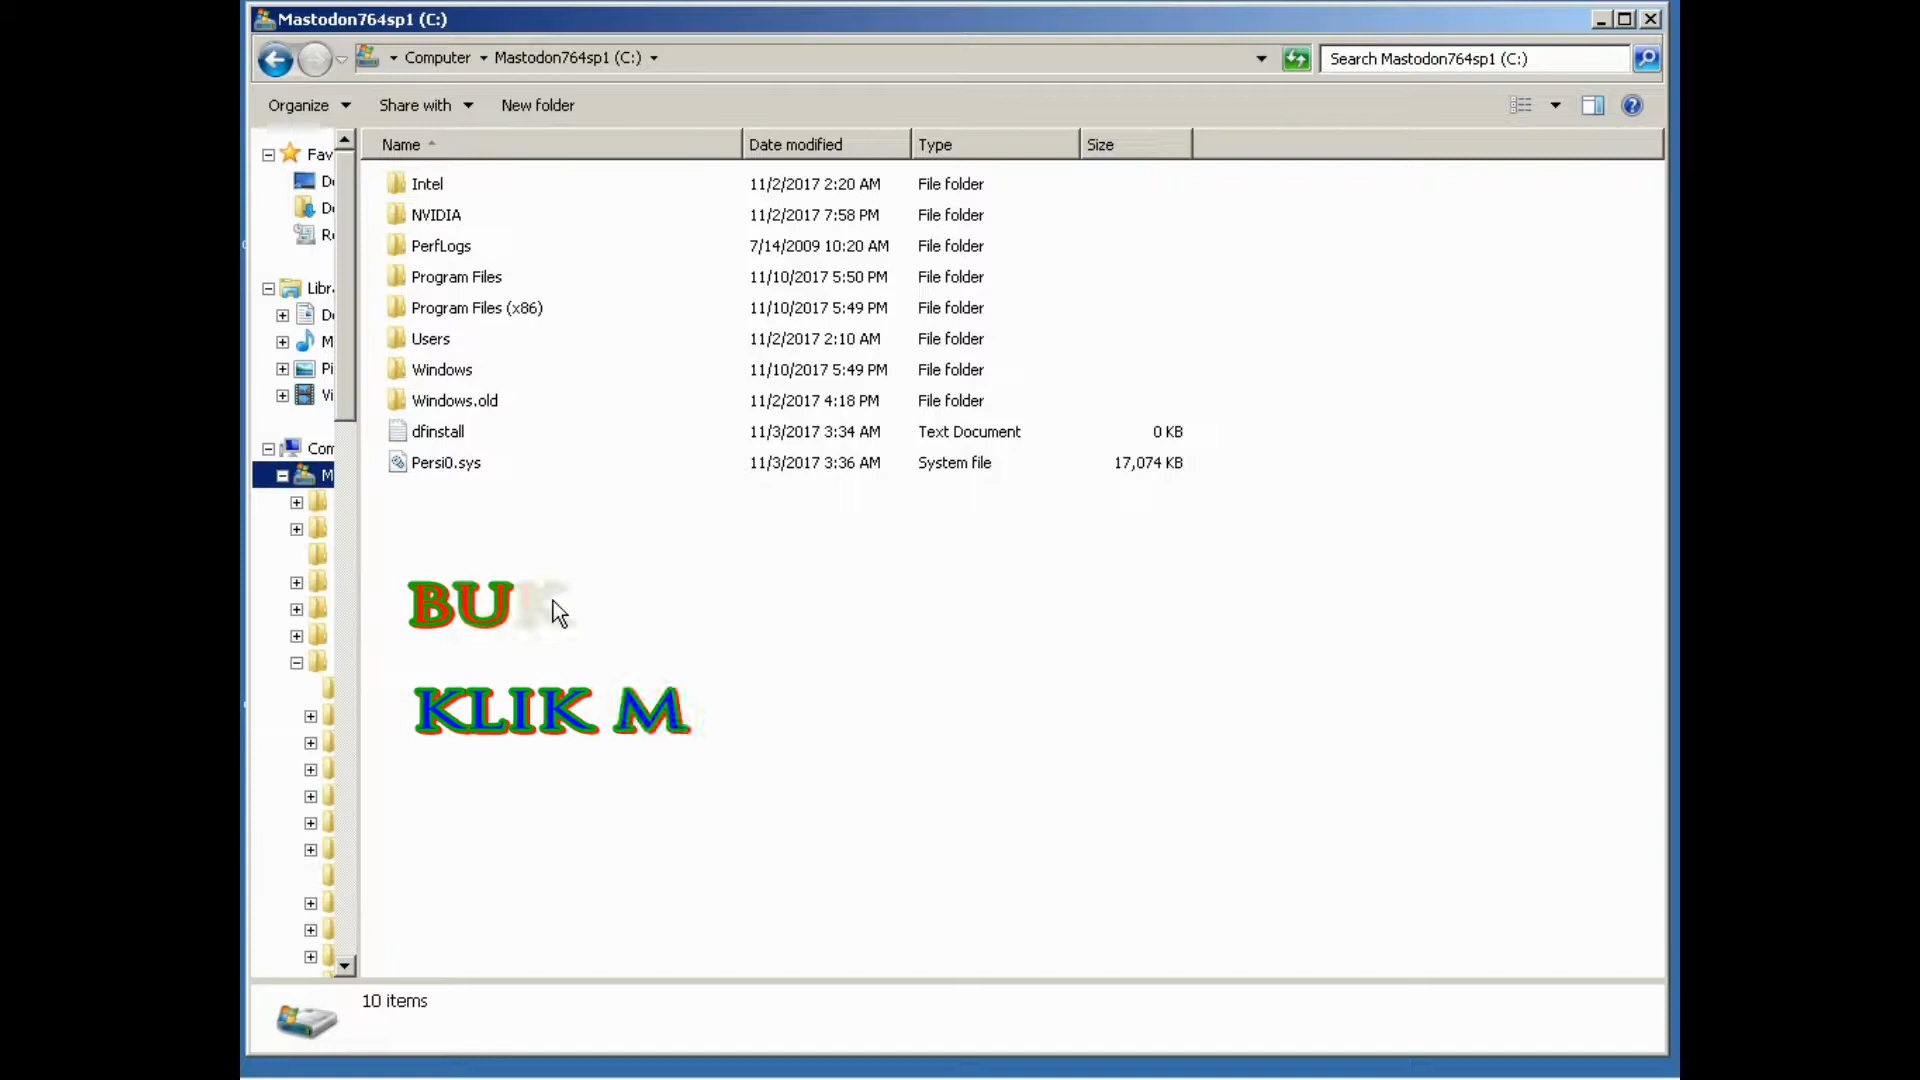 Mastodon764sp1 (C:)
Computer Mastodon764sp1 (C:)
Search Mastodon764sp1 (C:)
Organize Share with New folder
Name Date modified Type Size
Intel 11/2/2017 2:20 AM File folder
NVIDIA 11/2/2017 7:58 PM File folder
PerfLogs 7/14/2009 10:20 AM File folder
Program Files 11/10/2017 5:50 PM File folder
Program Files (x86) 11/10/2017 5:49 PM File folder
Users 11/2/2017 2:10 AM File folder
Windows 11/10/2017 5:49 PM File folder
Windows.old 11/2/2017 4:18 PM File folder
dfinstall 11/3/2017 3:34 AM Text Document 0 KB
Persi0.sys 11/3/2017 3:36 AM System file 17,074 KB
Fav
Libr
Com
M
BU
KLIK M
10 items